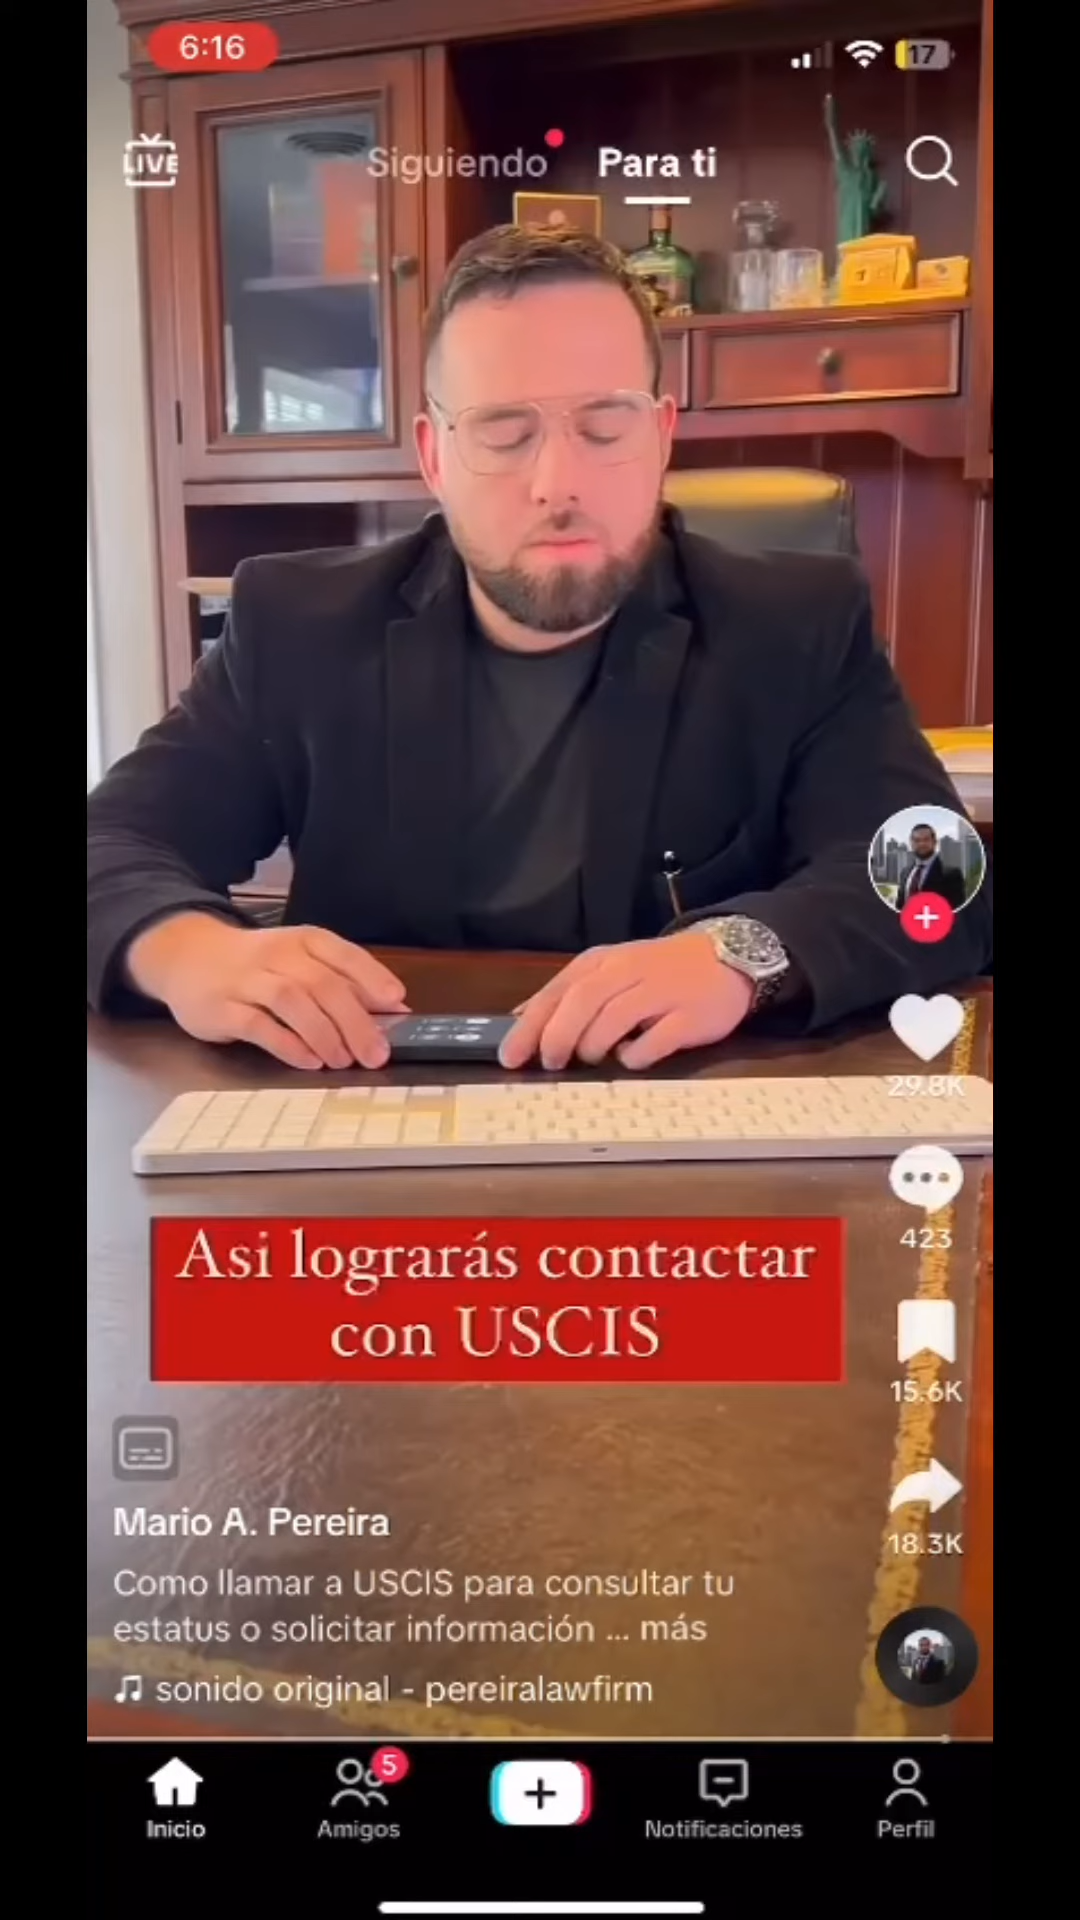 6:16
17
LIVE
Siguiendo
Para ti
29.8K
423
Asi lograrás contactar
con USCIS
15.6K
18.3K
Mario A. Pereira
Como llamar a USCIS para consultar tu
estatus o solicitar información ... más
sonido original - pereiralawfirm
5
Inicio
Amigos
Notificaciones
Perfil